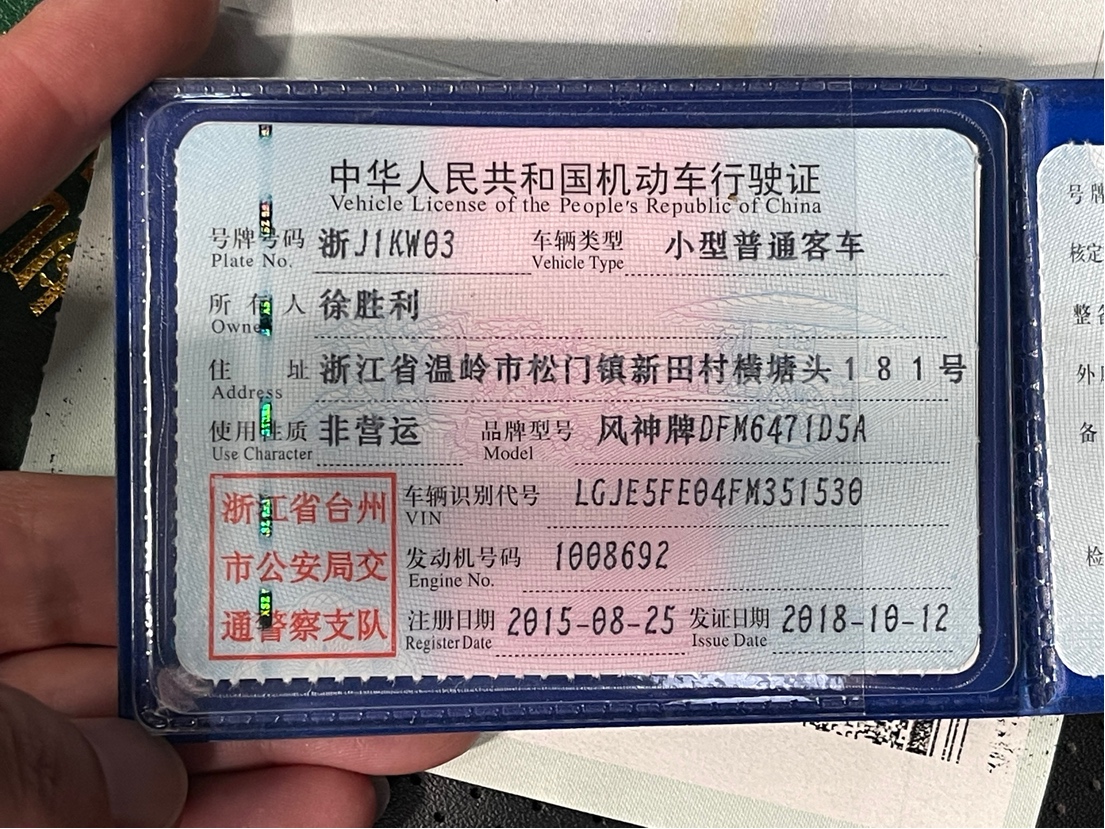 中华人民共和国机动车行驶证
Vehicle License of the People's Republic of China
号牌号码 浙J1KW03 车辆类型 小型普通客车
Plate No. Vehicle Type
所有人 徐胜利
Owner
住址 浙江省温岭市松门镇新田村横塘头181号
Address
使用性质 非营运 品牌型号 风神牌DFM6471D5A
Use Character Model
浙江省台州
市公安局交
通警察支队
车辆识别代号 LGJE5FE04FM351530
VIN
发动机号码 1008692
Engine No.
注册日期 2015-08-25 发证日期 2018-10-12
Register Date Issue Date
号牌
核定
整备
外
备
检